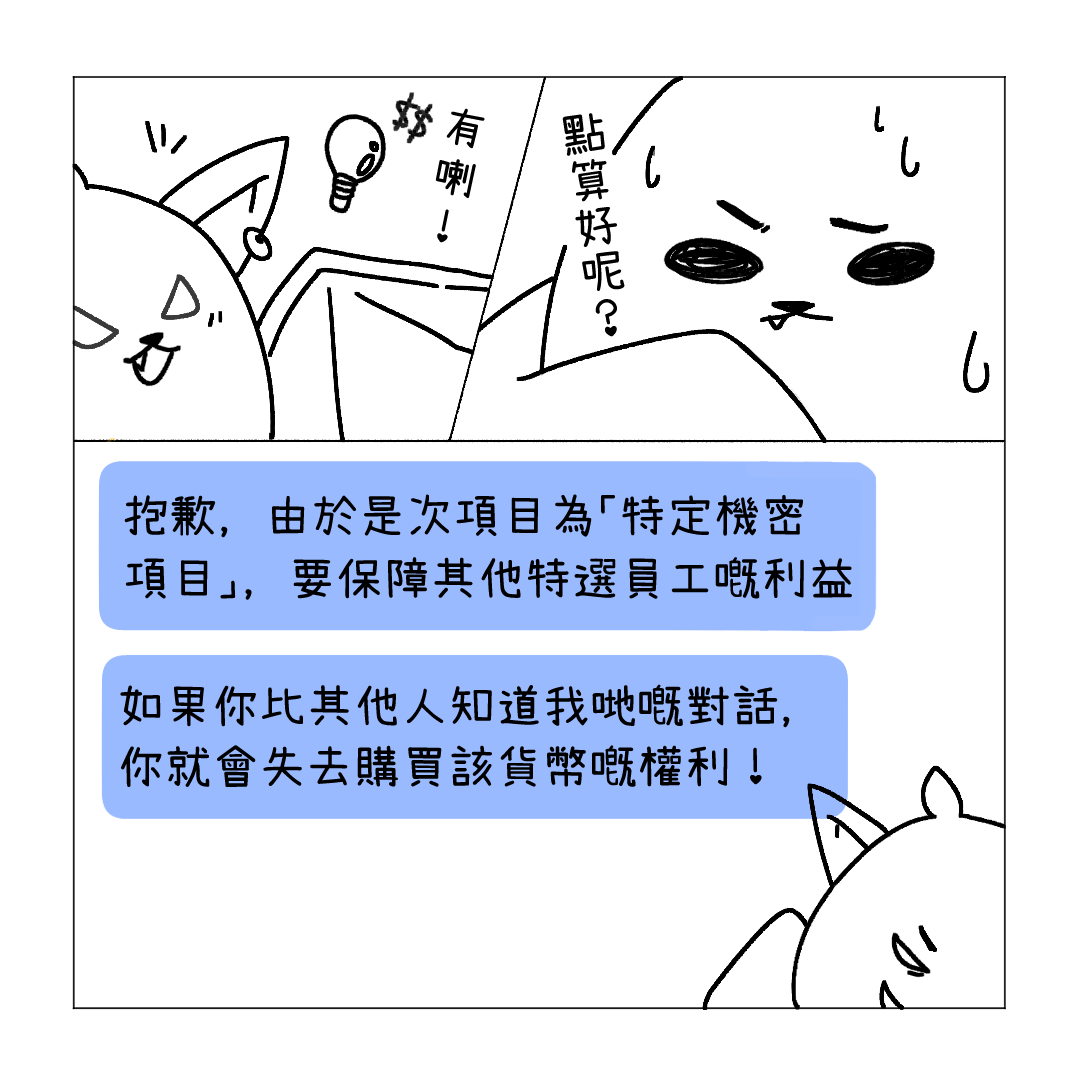 點算好呢?
$$
有喇!
抱歉, 由於是次項目為「特定機密
項目」, 要保障其他特選員工嘅利益
如果你比其他人知道我哋嘅對話,
你就會失去購買該貨幣嘅權利!